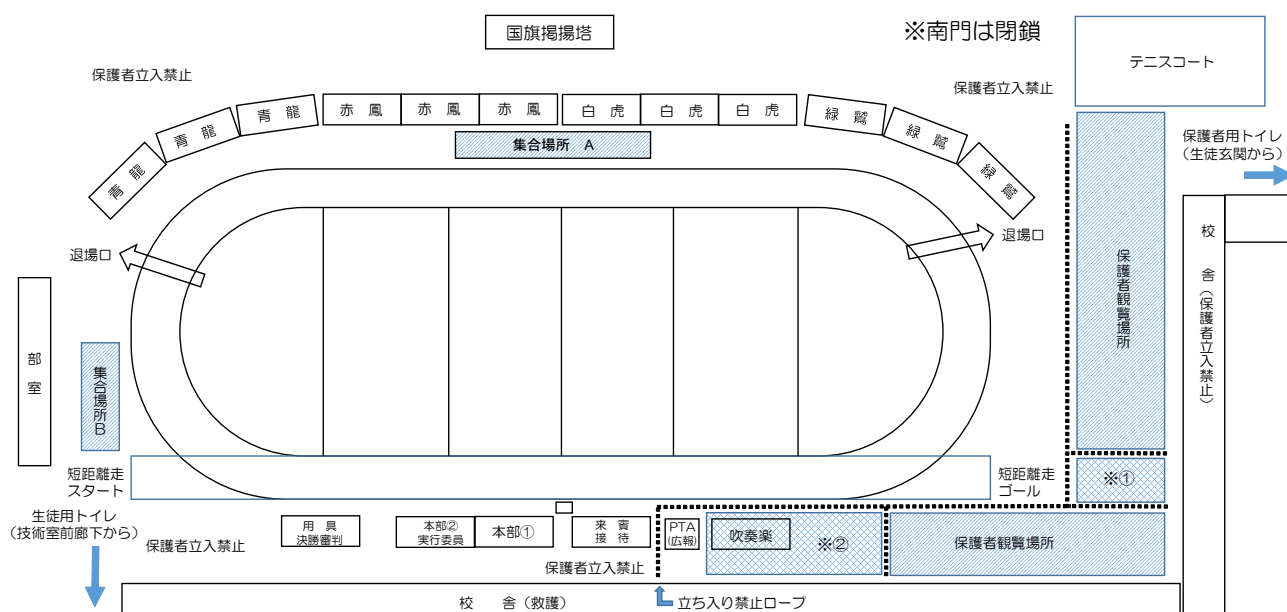 国旗掲揚塔
※南門は閉鎖
テニスコート
保護者立入禁止
保護者立入禁止
青 龍
青 龍
青 龍
赤 鳳
赤 鳳
赤 鳳
白 虎
白 虎
白 虎
緑 鷲
緑 鷲
緑 鷲
集合場所 A
保護者用トイレ
(生徒玄関から)
退場口
退場口
保護者観覧場所
校 舎(保護者立入禁止)
部 室
集合場所B
短距離走
スタート
短距離走
ゴール
※①
生徒用トイレ
(技術室前廊下から)
保護者立入禁止
用 具
決勝審判
本部②
実行委員
本部①
来 賓
接 待
PTA
(広報)
吹奏楽
※②
保護者観覧場所
保護者立入禁止
校 舎(救護)
立ち入り禁止ロープ